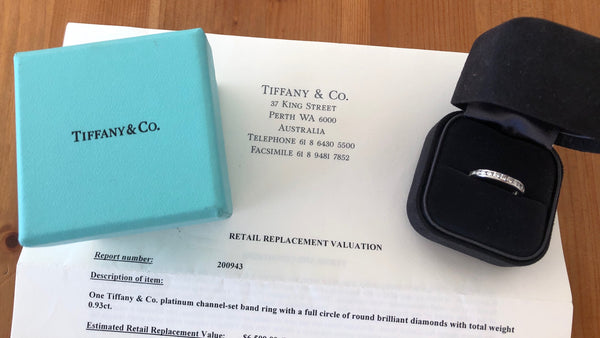 TIFFANY & CO.
TIFFANY & CO.
37 KING STREET
PERTH WA 6000
AUSTRALIA
TELEPHONE 61 8 6430 5500
FACSIMILE 61 8 9481 7852
RETAIL REPLACEMENT VALUATION
Report number: 200943
Description of item:
One Tiffany & Co. platinum channel-set band ring with a full circle of round brilliant diamonds with total weight
0.93ct.
Estimated Retail Replacement Value: